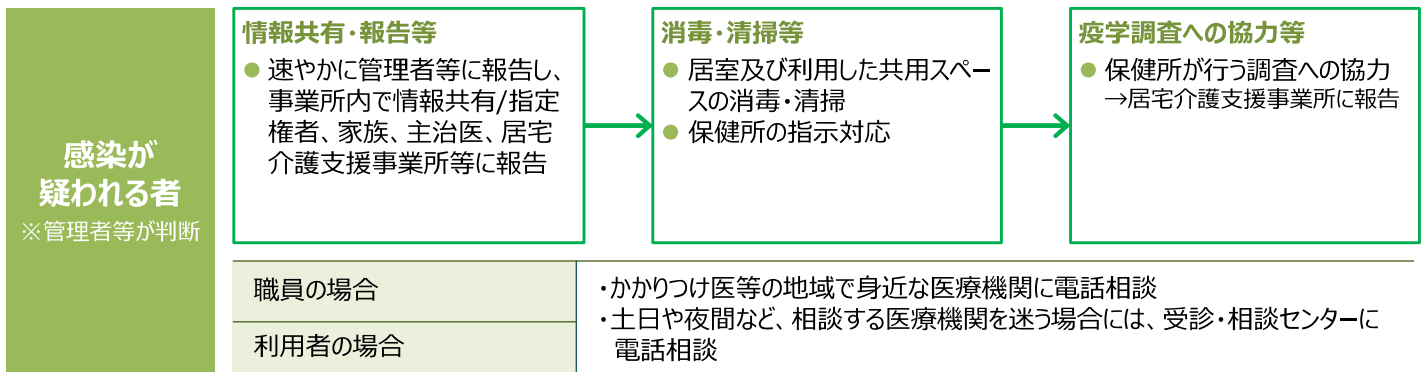 感染が
疑われる者
※管理者等が判断
情報共有・報告等
● 速やかに管理者等に報告し、
事業所内で情報共有/指定
権者、家族、主治医、居宅
介護支援事業所等に報告
消毒・清掃等
● 居室及び利用した共用スペー
スの消毒・清掃
● 保健所の指示対応
疫学調査への協力等
● 保健所が行う調査への協力
→居宅介護支援事業所に報告
職員の場合
利用者の場合
・かかりつけ医等の地域で身近な医療機関に電話相談
・土日や夜間など、相談する医療機関を迷う場合には、受診・相談センターに
電話相談